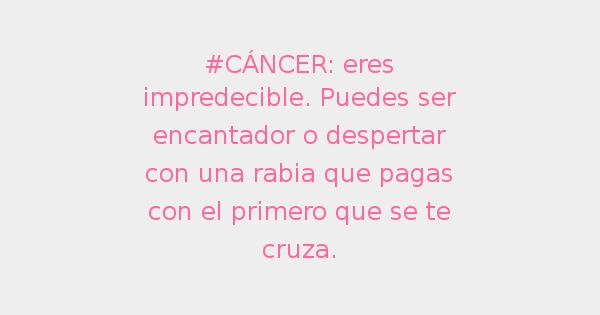 #CÁNCER: eres
impredecible. Puedes ser
encantador o despertar
con una rabia que pagas
con el primero que se te
cruza.